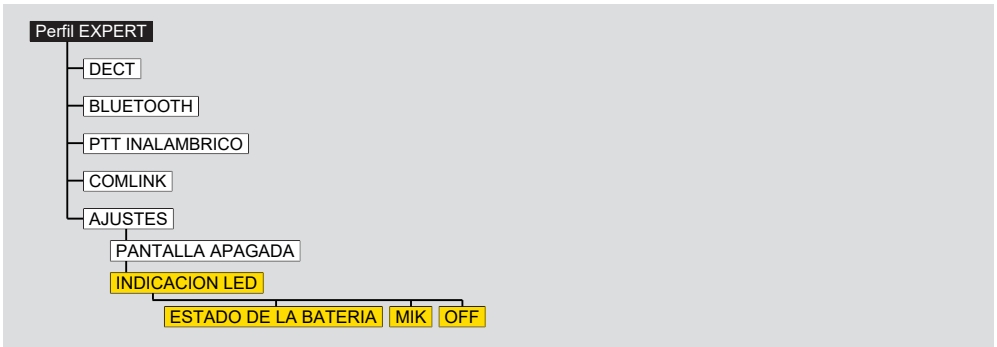 Perfil EXPERT
DECT
BLUETOOTH
PTT INALAMBRICO
COMLINK
AJUSTES
PANTALLA APAGADA
INDICACION LED
ESTADO DE LA BATERIA MIK OFF